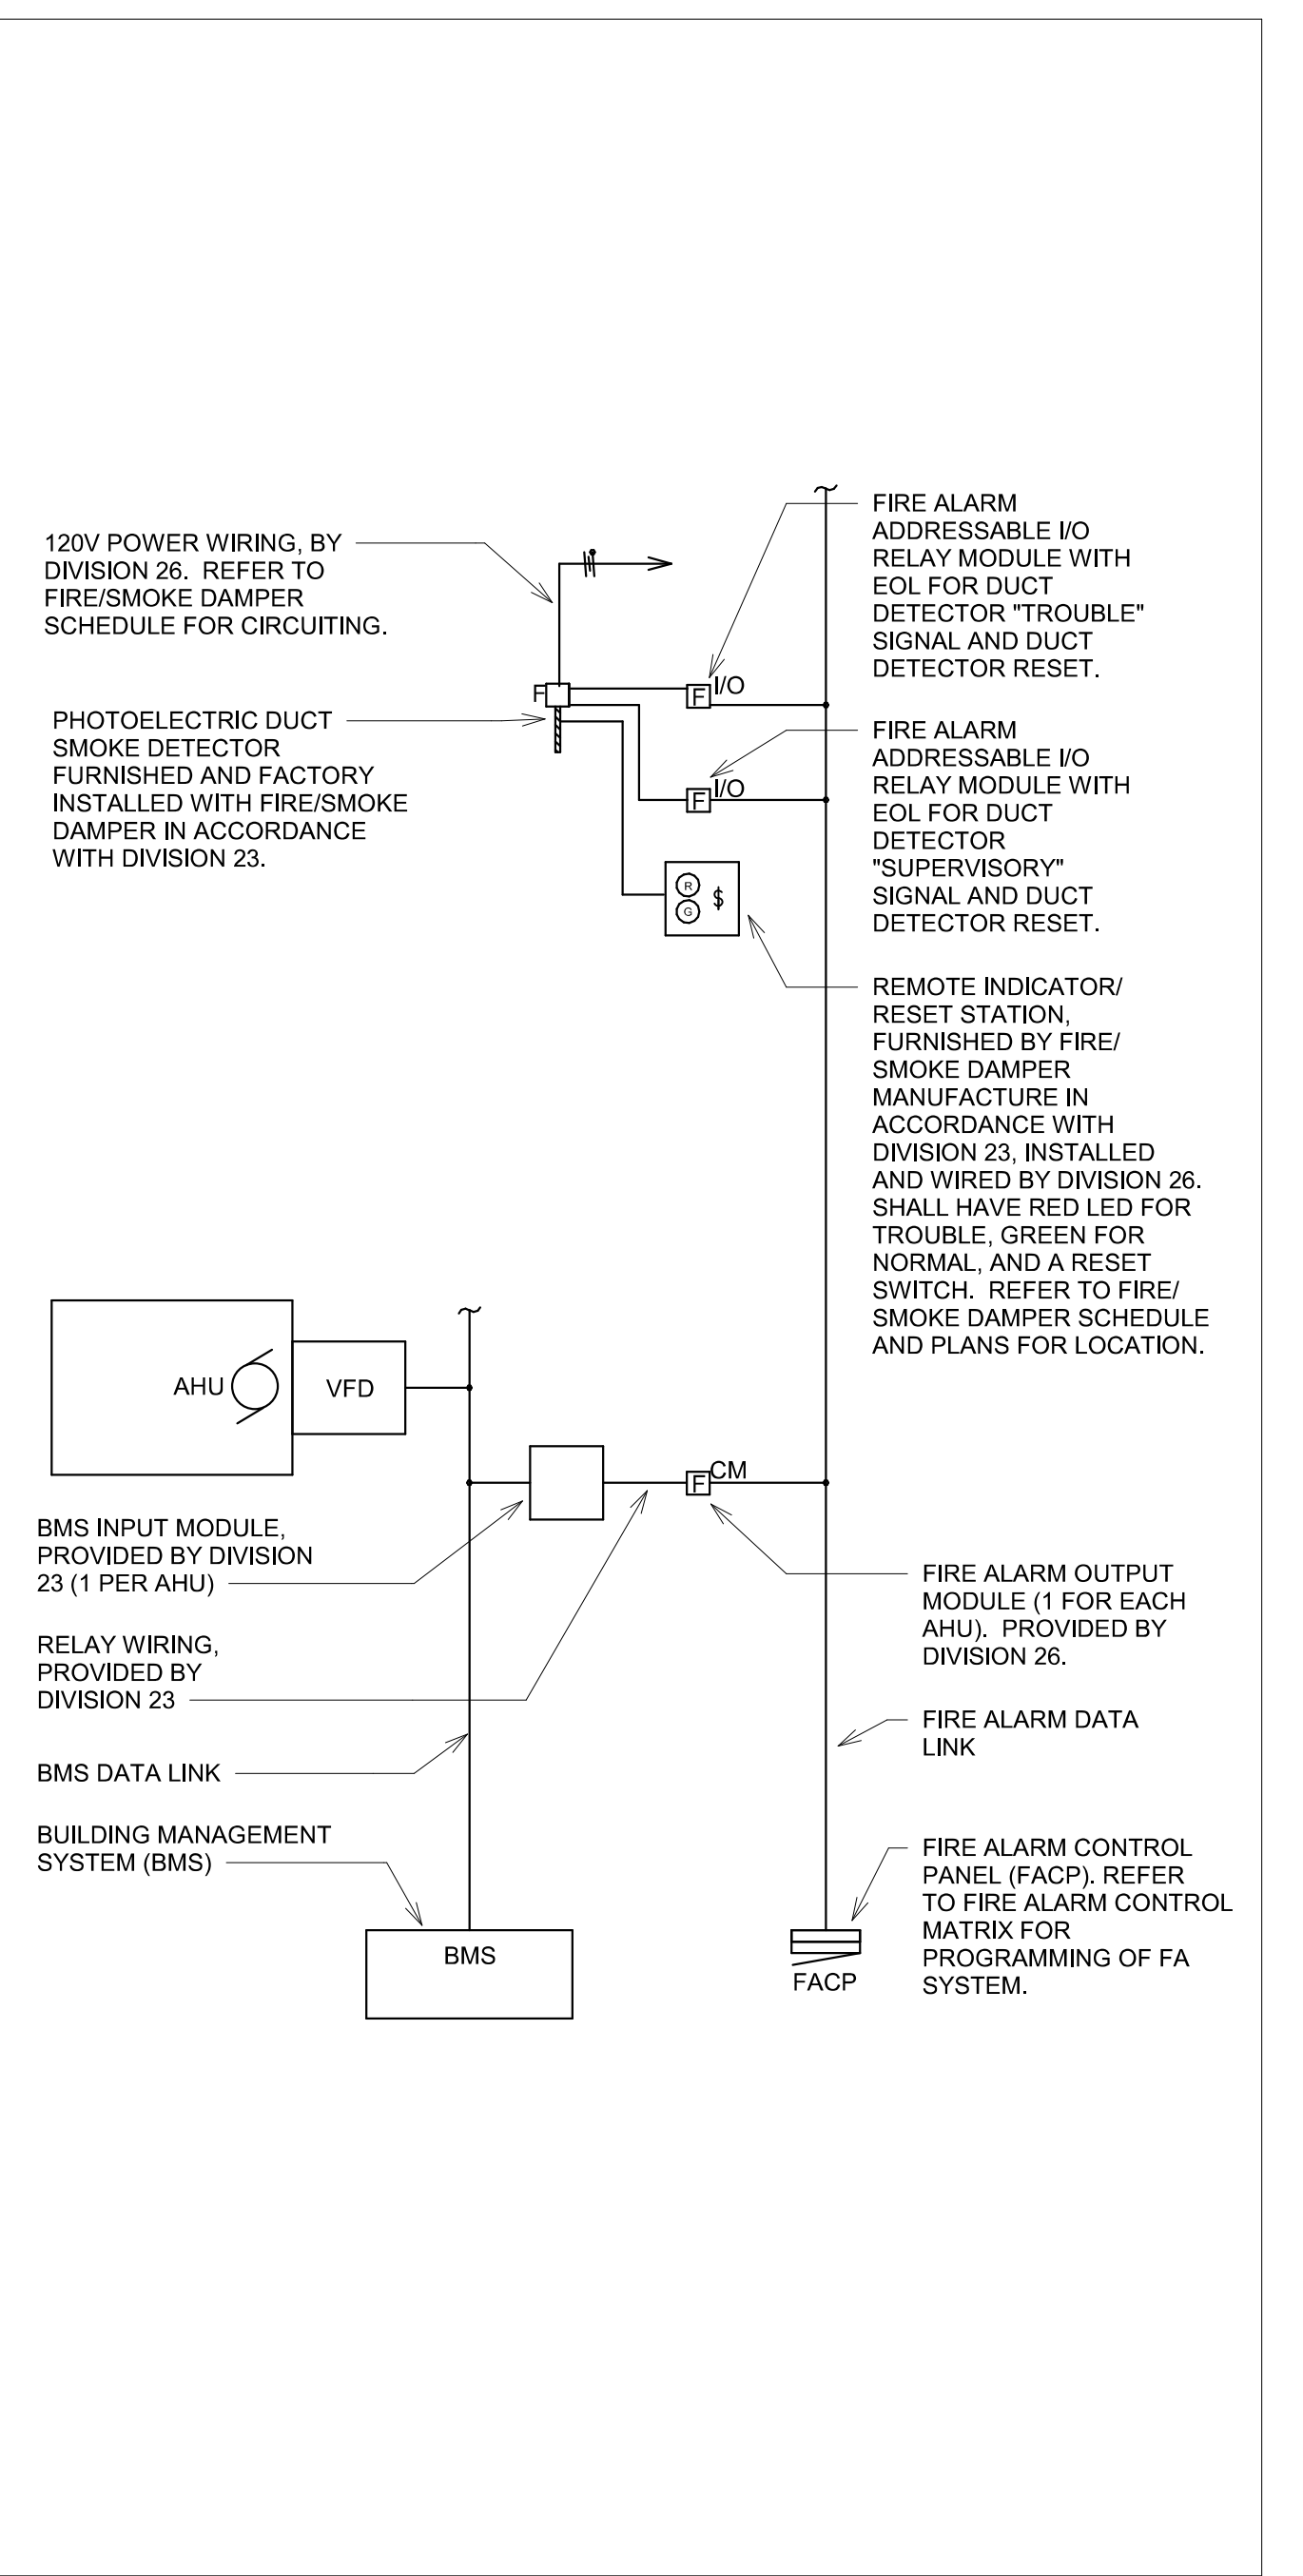 120V POWER WIRING, BY
DIVISION 26. REFER TO
FIRE/SMOKE DAMPER
SCHEDULE FOR CIRCUITING.
PHOTOELECTRIC DUCT
SMOKE DETECTOR
FURNISHED AND FACTORY
INSTALLED WITH FIRE/SMOKE
DAMPER IN ACCORDANCE
WITH DIVISION 23.
F
F
I/O
F
I/O
R
G
$
FIRE ALARM
ADDRESSABLE I/O
RELAY MODULE WITH
EOL FOR DUCT
DETECTOR "TROUBLE"
SIGNAL AND DUCT
DETECTOR RESET.
FIRE ALARM
ADDRESSABLE I/O
RELAY MODULE WITH
EOL FOR DUCT
DETECTOR
"SUPERVISORY"
SIGNAL AND DUCT
DETECTOR RESET.
REMOTE INDICATOR/
RESET STATION,
FURNISHED BY FIRE/
SMOKE DAMPER
MANUFACTURE IN
ACCORDANCE WITH
DIVISION 23, INSTALLED
AND WIRED BY DIVISION 26.
SHALL HAVE RED LED FOR
TROUBLE, GREEN FOR
NORMAL, AND A RESET
SWITCH. REFER TO FIRE/
SMOKE DAMPER SCHEDULE
AND PLANS FOR LOCATION.
AHU
VFD
F
CM
BMS INPUT MODULE,
PROVIDED BY DIVISION
23 (1 PER AHU)
RELAY WIRING,
PROVIDED BY
DIVISION 23
BMS DATA LINK
BUILDING MANAGEMENT
SYSTEM (BMS)
BMS
FIRE ALARM OUTPUT
MODULE (1 FOR EACH
AHU). PROVIDED BY
DIVISION 26.
FIRE ALARM DATA
LINK
FIRE ALARM CONTROL
PANEL (FACP). REFER
TO FIRE ALARM CONTROL
MATRIX FOR
PROGRAMMING OF FA
SYSTEM.
FACP